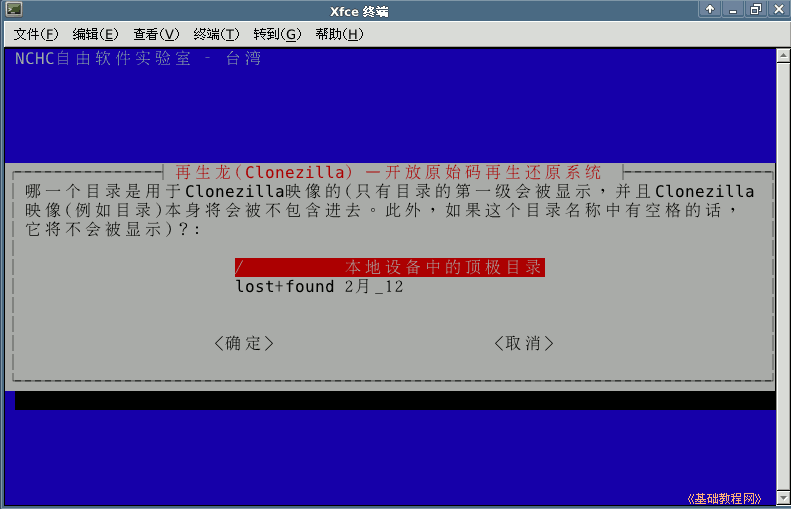 Xfce 终端
文件(F) 编辑(E) 查看(V) 终端(T) 转到(G) 帮助(H)
NCHC自由软件实验室 - 台湾
再生龙(Clonezilla) —开放原始码再生还原系统
哪一个目录是用于Clonezilla映像的(只有目录的第一级会被显示，并且Clonezilla
映像(例如目录)本身将会被不包含进去。此外，如果这个目录名称中有空格的话，
它将不会被显示)?:
/ 本地设备中的顶极目录
lost+found 2月_12
<确定> <取消>
《基础教程网》